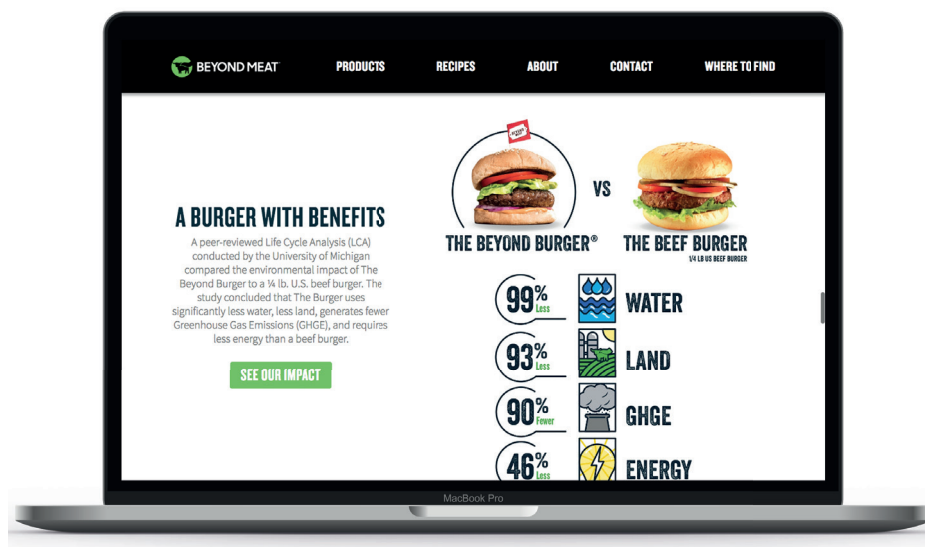 BEYOND MEAT
PRODUCTS
RECIPES
ABOUT
CONTACT
WHERE TO FIND
A BURGER WITH BENEFITS
A peer-reviewed Life Cycle Analysis (LCA)
conducted by the University of Michigan
compared the environmental impact of The
Beyond Burger to a ¼ lb. U.S. beef burger. The
study concluded that The Burger uses
significantly less water, less land, generates fewer
Greenhouse Gas Emissions (GHGE), and requires
less energy than a beef burger.
SEE OUR IMPACT
VS
THE BEYOND BURGER®
THE BEEF BURGER
1/4 LB US BEEF BURGER
99% Less WATER
93% Less LAND
90% Fewer GHGE
46% Less ENERGY
MacBook Pro